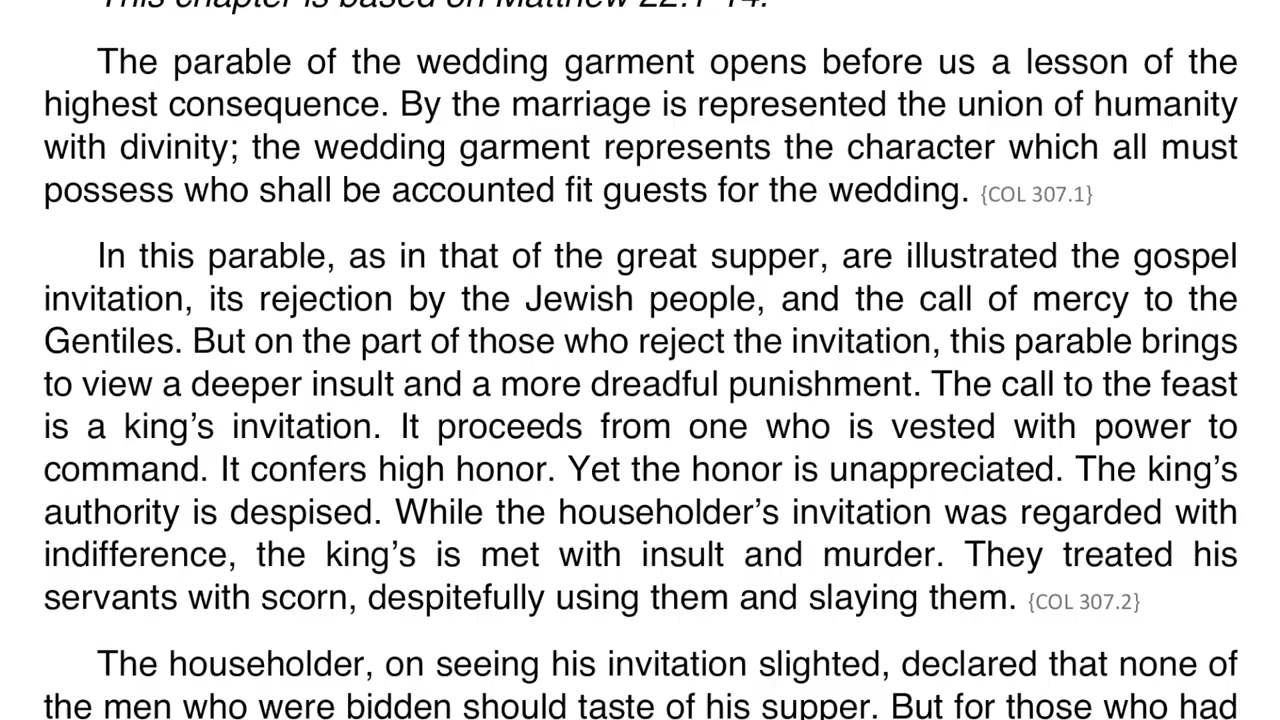 This chapter is based on Matthew 22:1-14.
The parable of the wedding garment opens before us a lesson of the
highest consequence. By the marriage is represented the union of humanity
with divinity; the wedding garment represents the character which all must
possess who shall be accounted fit guests for the wedding. {COL 307.1}
In this parable, as in that of the great supper, are illustrated the gospel
invitation, its rejection by the Jewish people, and the call of mercy to the
Gentiles. But on the part of those who reject the invitation, this parable brings
to view a deeper insult and a more dreadful punishment. The call to the feast
is a king’s invitation. It proceeds from one who is vested with power to
command. It confers high honor. Yet the honor is unappreciated. The king’s
authority is despised. While the householder’s invitation was regarded with
indifference, the king’s is met with insult and murder. They treated his
servants with scorn, despitefully using them and slaying them. {COL 307.2}
The householder, on seeing his invitation slighted, declared that none of
the men who were bidden should taste of his supper. But for those who had